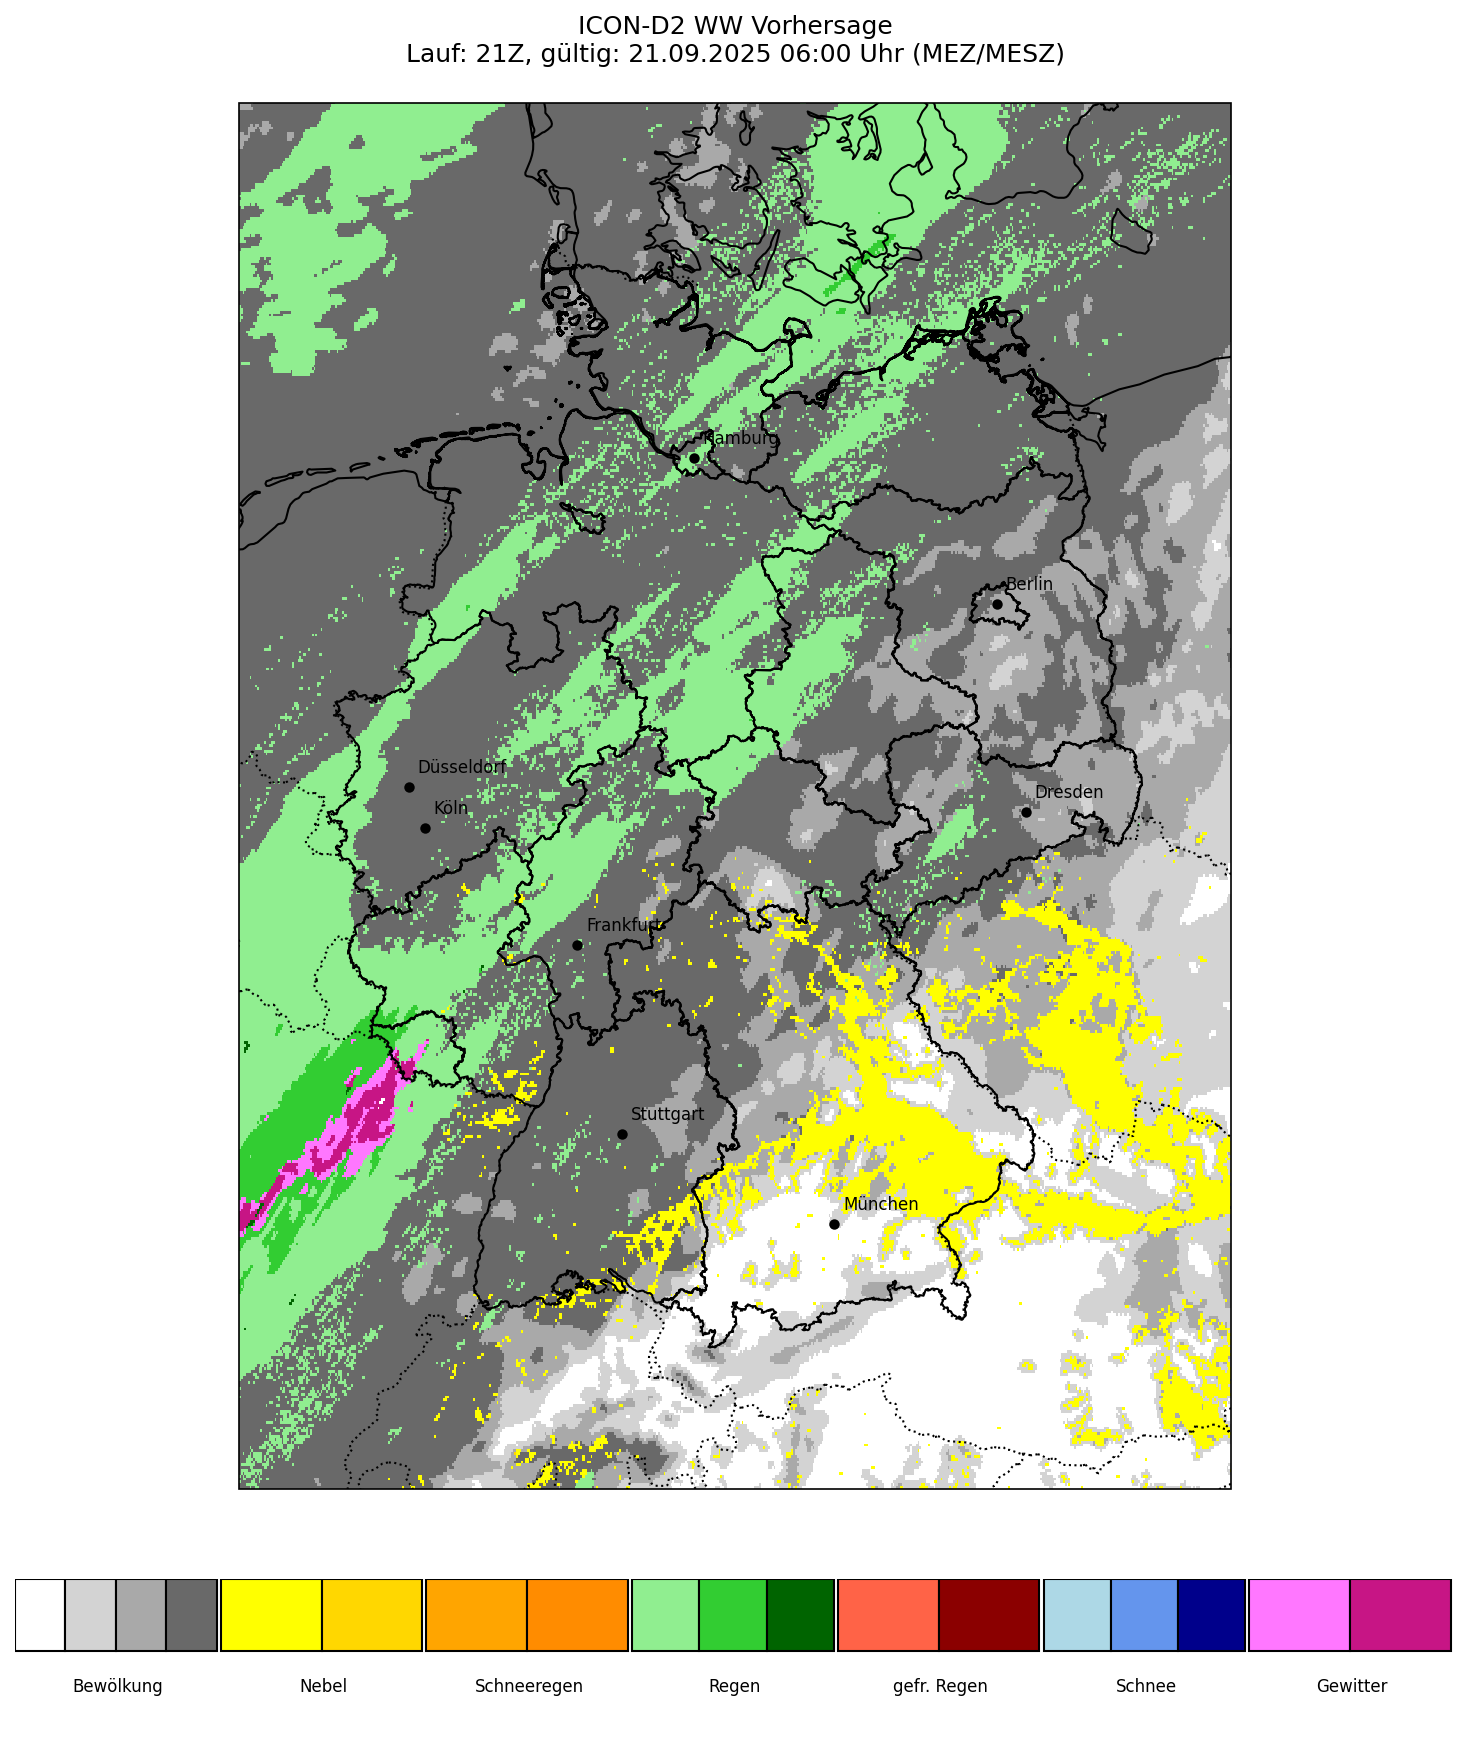 ICON-D2 WW Vorhersage
Lauf: 21Z, gültig: 21.09.2025 06:00 Uhr (MEZ/MESZ)
Hamburg
Berlin
Düsseldorf
Köln
Dresden
Frankfurt
Stuttgart
München
Bewölkung
Nebel
Schneeregen
Regen
gefr. Regen
Schnee
Gewitter